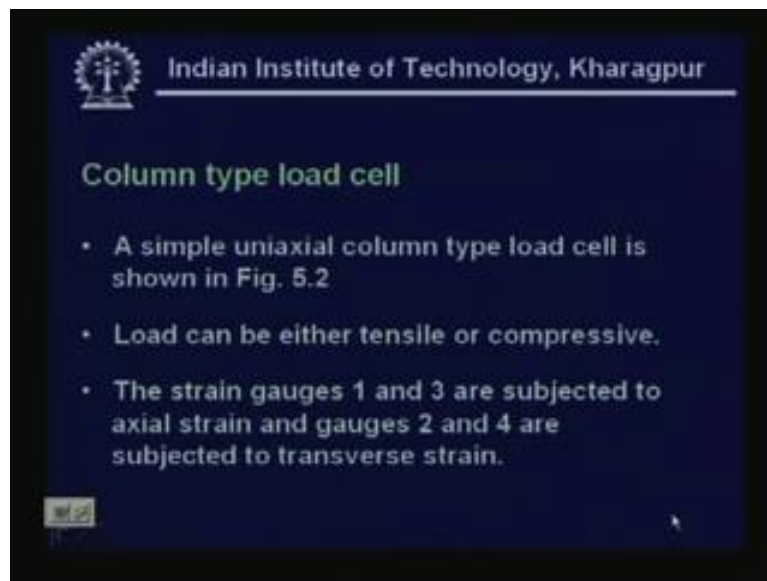 Indian Institute of Technology, Kharagpur
Column type load cell
• A simple uniaxial column type load cell is
shown in Fig. 5.2
• Load can be either tensile or compressive.
• The strain gauges 1 and 3 are subjected to
axial strain and gauges 2 and 4 are
subjected to transverse strain.